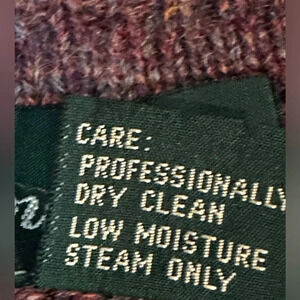 CARE:
PROFESSIONALLY
DRY CLEAN
LOW MOISTURE
STEAM ONLY